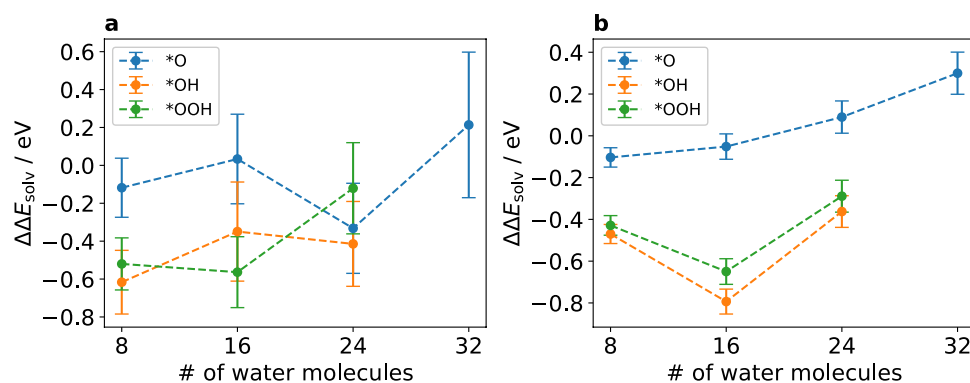 a
0.6
0.4
0.2
0.0
−0.2
−0.4
−0.6
−0.8
ΔΔE_solv / eV
*O
*OH
*OOH
8 16 24 32
# of water molecules
b
0.4
0.2
0.0
−0.2
−0.4
−0.6
−0.8
ΔΔE_solv / eV
*O
*OH
*OOH
8 16 24 32
# of water molecules